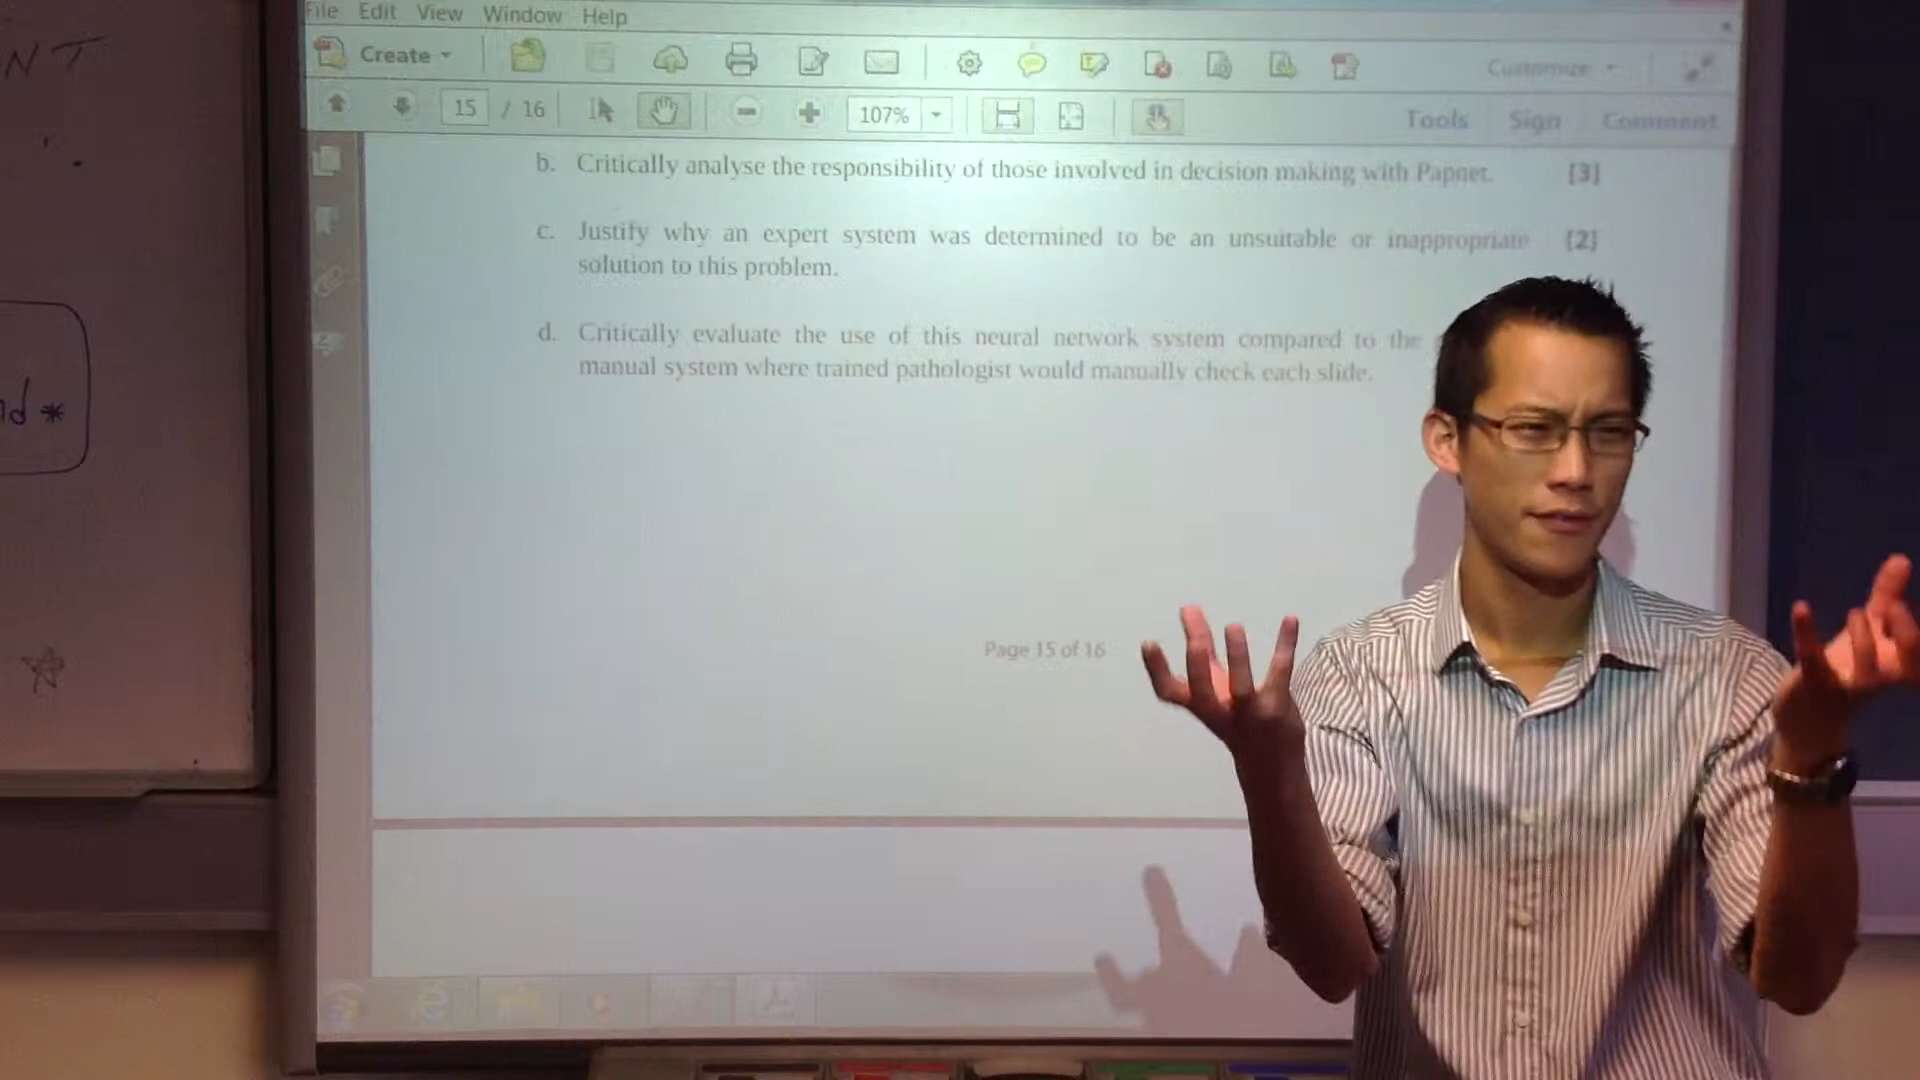 NT
nd *
File Edit View Window Help
Create
Customize
15 / 16
107%
Tools Sign Comment
b. Critically analyse the responsibility of those involved in decision making with Papnet. [3]
c. Justify why an expert system was determined to be an unsuitable or inappropriate [2]
solution to this problem.
d. Critically evaluate the use of this neural network system compared to the
manual system where trained pathologist would manually check each slide.
Page 15 of 16